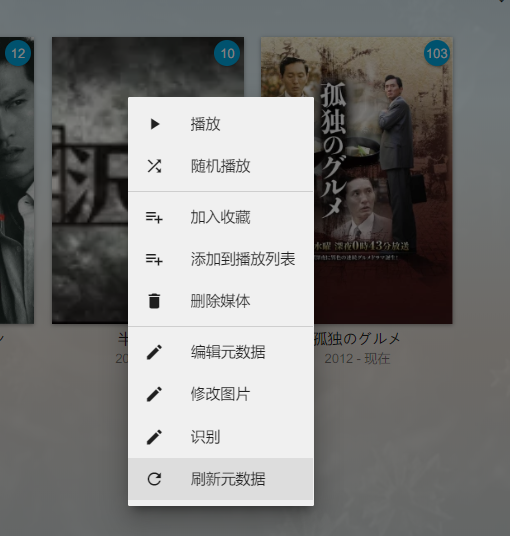 12
10
103
孤独のグルメ
水曜 深夜0時43分放送
播放
随机播放
加入收藏
添加到播放列表
删除媒体
编辑元数据
修改图片
识别
刷新元数据
半
20
孤独のグルメ
2012 - 现在